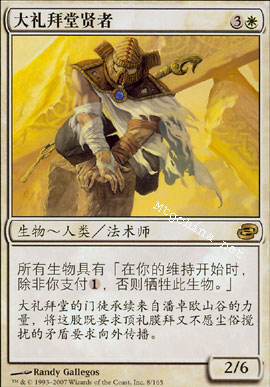 大礼拜堂贤者
3
生物～人类／法术师
所有生物具有「在你的维持开始时，
除非你支付1，否则牺牲此生物。」
大礼拜堂的门徒承续来自潘卓欧山谷的力
量，将这股既要求顶礼膜拜又不愿尘俗搅
扰的矛盾要求向外传播。
Randy Gallegos
™ & © 1993–2007 Wizards of the Coast, Inc. 8/165
2/6
Mtgchina.net